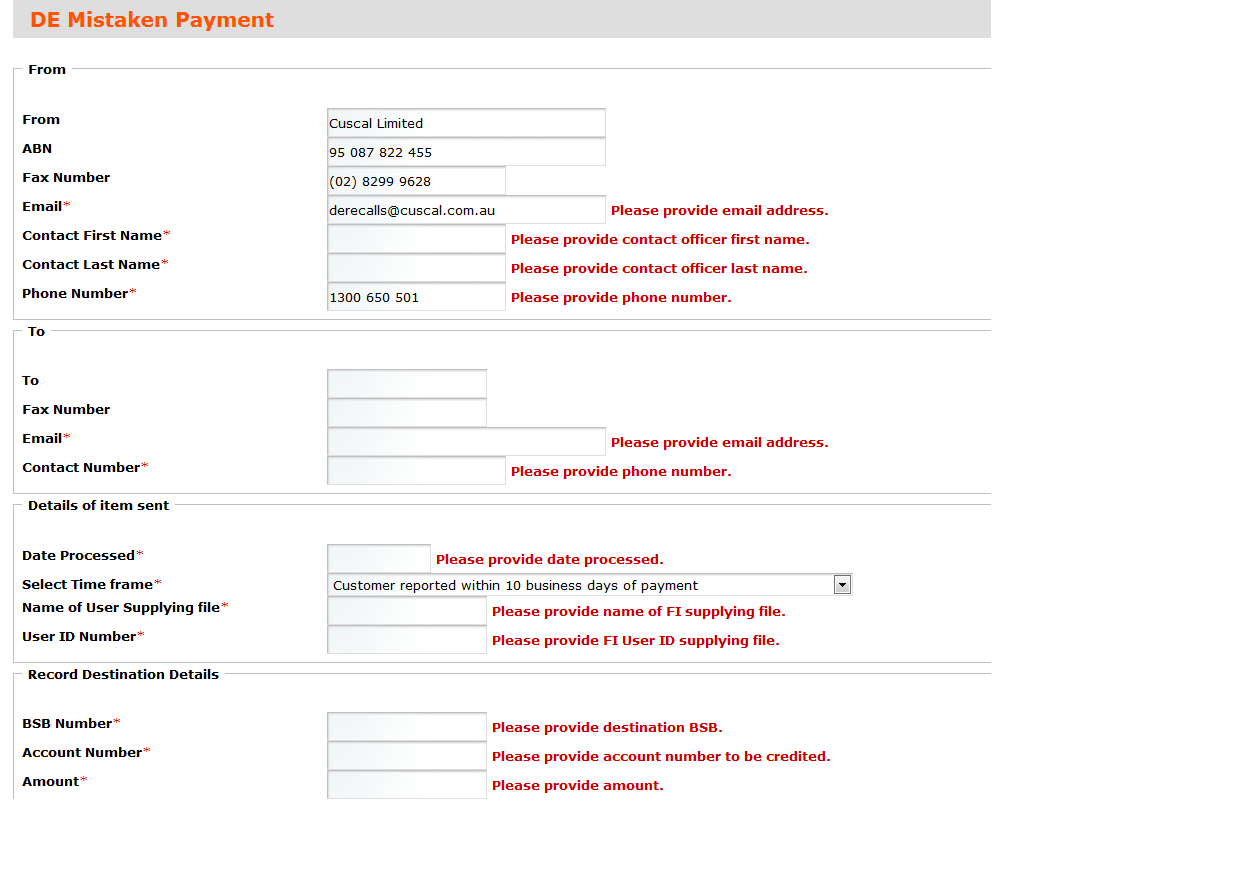 DE Mistaken Payment
From
From Cuscal Limited
ABN 95 087 822 455
Fax Number (02) 8299 9628
Email* derecalls@cuscal.com.au Please provide email address.
Contact First Name* Please provide contact officer first name.
Contact Last Name* Please provide contact officer last name.
Phone Number* 1300 650 501 Please provide phone number.
To
To
Fax Number
Email* Please provide email address.
Contact Number* Please provide phone number.
Details of item sent
Date Processed* Please provide date processed.
Select Time frame* Customer reported within 10 business days of payment
Name of User Supplying file* Please provide name of FI supplying file.
User ID Number* Please provide FI User ID supplying file.
Record Destination Details
BSB Number* Please provide destination BSB.
Account Number* Please provide account number to be credited.
Amount* Please provide amount.